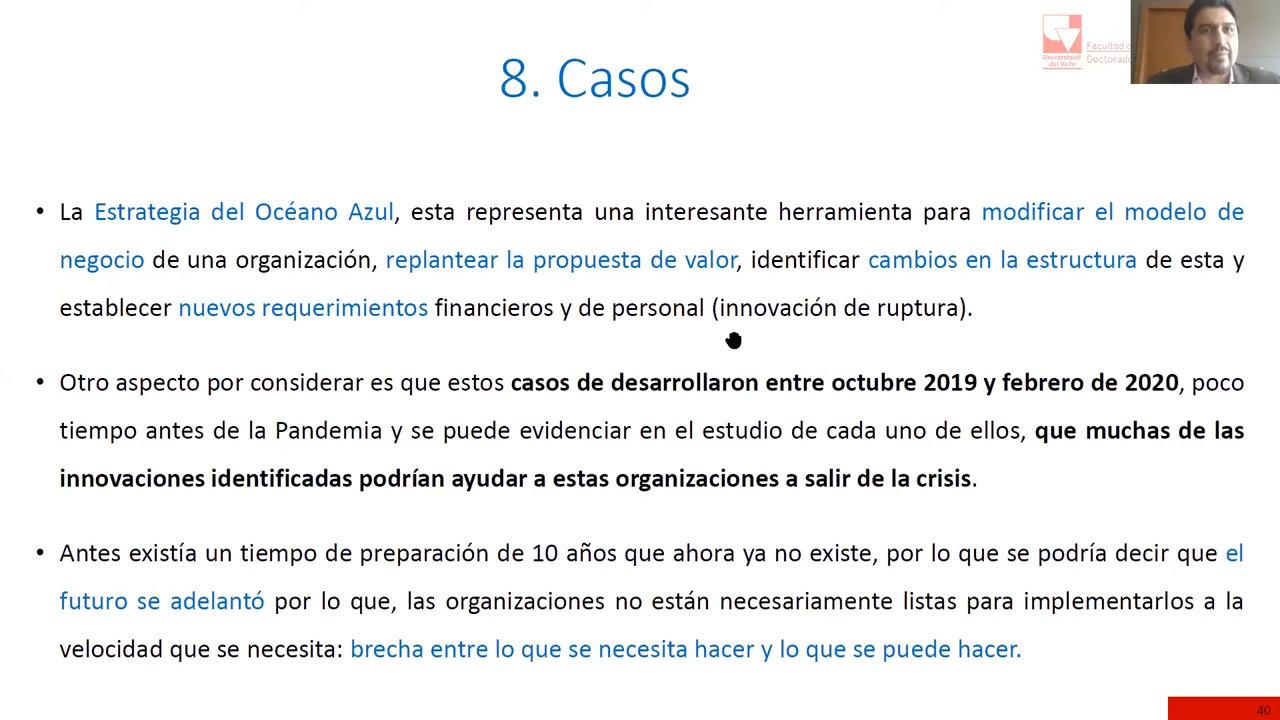 Universidad
del Valle
Facultad
Doctorado
8. Casos
• La Estrategia del Océano Azul, esta representa una interesante herramienta para modificar el modelo de
negocio de una organización, replantear la propuesta de valor, identificar cambios en la estructura de esta y
establecer nuevos requerimientos financieros y de personal (innovación de ruptura).
• Otro aspecto por considerar es que estos casos de desarrollaron entre octubre 2019 y febrero de 2020, poco
tiempo antes de la Pandemia y se puede evidenciar en el estudio de cada uno de ellos, que muchas de las
innovaciones identificadas podrían ayudar a estas organizaciones a salir de la crisis.
• Antes existía un tiempo de preparación de 10 años que ahora ya no existe, por lo que se podría decir que el
futuro se adelantó por lo que, las organizaciones no están necesariamente listas para implementarlos a la
velocidad que se necesita: brecha entre lo que se necesita hacer y lo que se puede hacer.
40